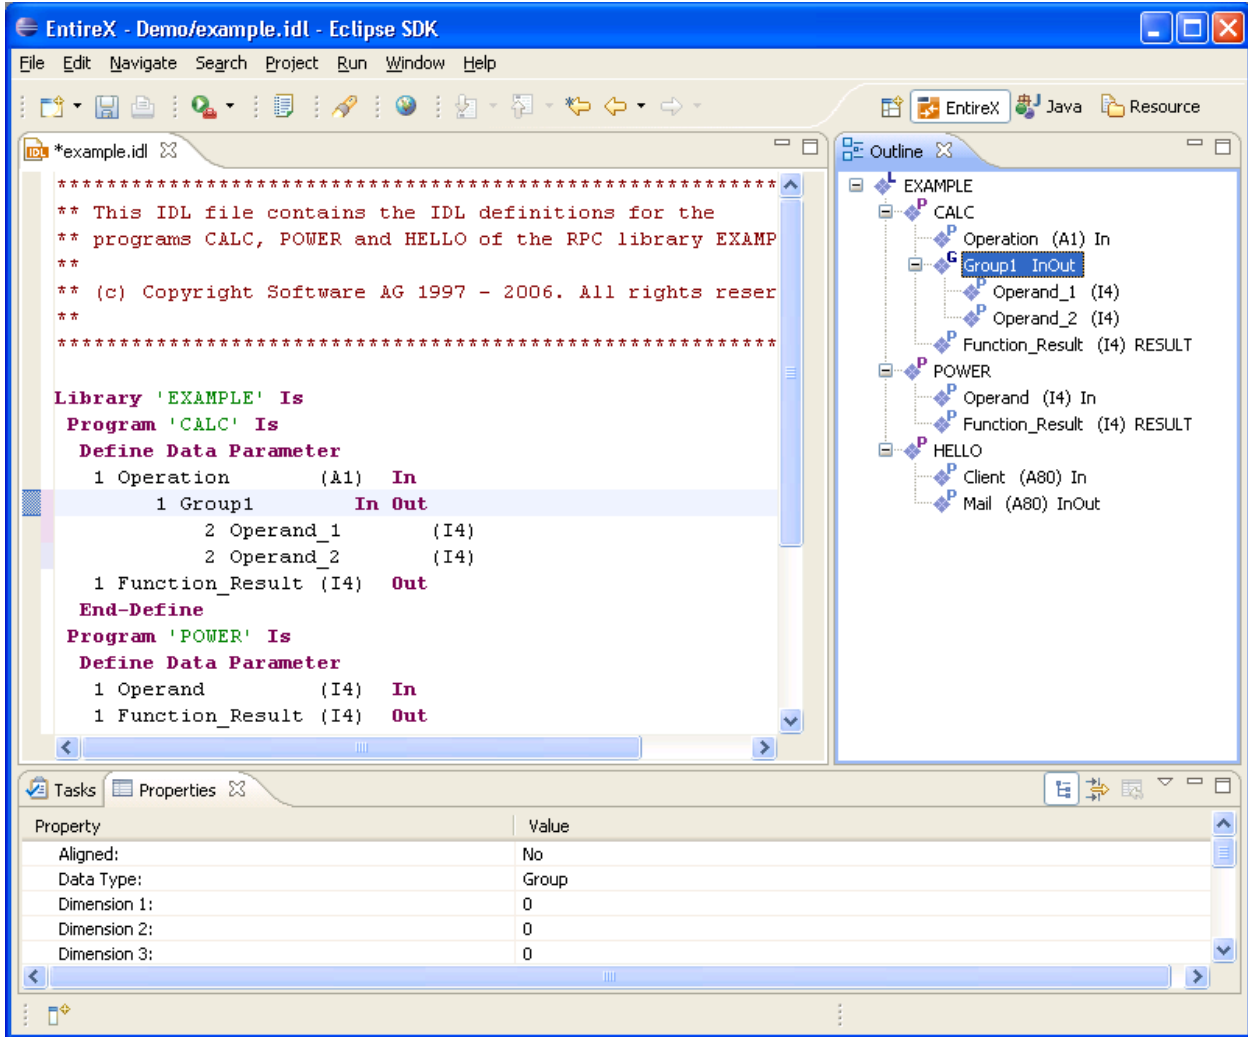 EntireX - Demo/example.idl - Eclipse SDK
File Edit Navigate Search Project Run Window Help
EntireX Java Resource
*example.idl
************************************************************
** This IDL file contains the IDL definitions for the
** programs CALC, POWER and HELLO of the RPC library EXAMP
**
** (c) Copyright Software AG 1997 - 2006. All rights reser
**
************************************************************
Library 'EXAMPLE' Is
Program 'CALC' Is
Define Data Parameter
1 Operation (A1) In
1 Group1 In Out
2 Operand_1 (I4)
2 Operand_2 (I4)
1 Function_Result (I4) Out
End-Define
Program 'POWER' Is
Define Data Parameter
1 Operand (I4) In
1 Function_Result (I4) Out
Outline
EXAMPLE
CALC
Operation (A1) In
Group1 InOut
Operand_1 (I4)
Operand_2 (I4)
Function_Result (I4) RESULT
POWER
Operand (I4) In
Function_Result (I4) RESULT
HELLO
Client (A80) In
Mail (A80) InOut
Tasks Properties
Property Value
Aligned: No
Data Type: Group
Dimension 1: 0
Dimension 2: 0
Dimension 3: 0